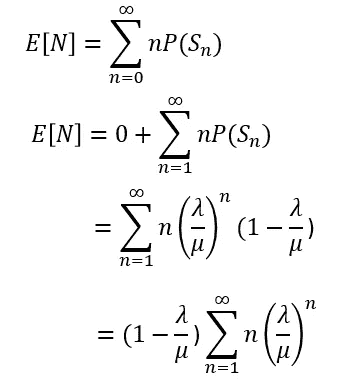 E[N] = ∑_{n=0}^{∞} nP(S_n)
E[N] = 0 + ∑_{n=1}^{∞} nP(S_n)
= ∑_{n=1}^{∞} n (λ/μ)^n (1 − λ/μ)
= (1 − λ/μ) ∑_{n=1}^{∞} n (λ/μ)^n